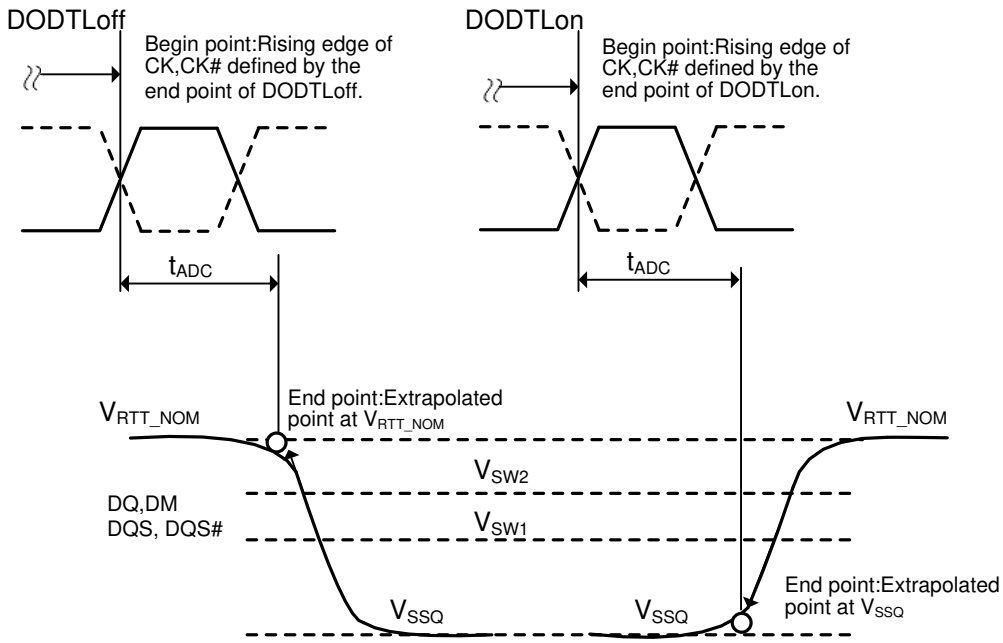 DODTLoff
Begin point:Rising edge of
CK,CK# defined by the
end point of DODTLoff.
DODTLon
Begin point:Rising edge of
CK,CK# defined by the
end point of DODTLon.
tADC
tADC
VRTT_NOM
End point:Extrapolated
point at VRTT_NOM
VRTT_NOM
VSW2
DQ,DM
DQS, DQS#
VSW1
VSSQ
VSSQ
End point:Extrapolated
point at VSSQ